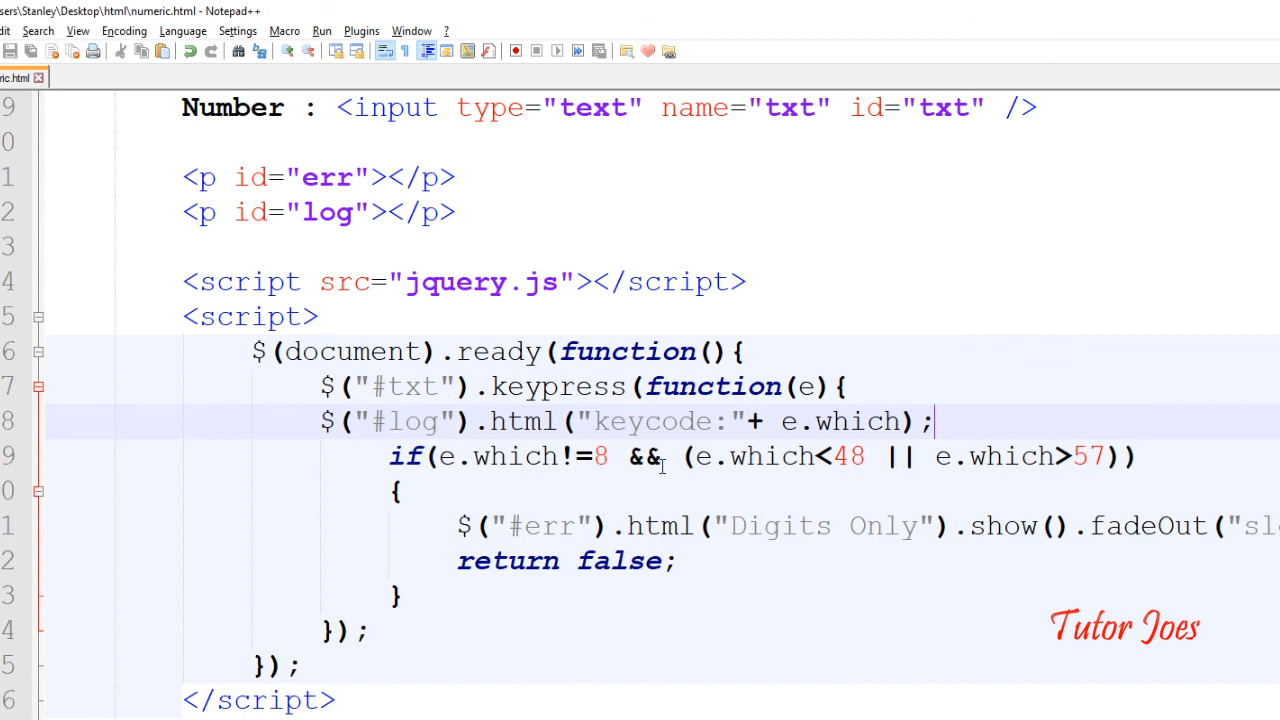 sers\Stanley\Desktop\html\numeric.html - Notepad++
dit Search View Encoding Language Settings Macro Run Plugins Window ?
ric.html
9 Number : <input type="text" name="txt" id="txt" />
0
1 <p id="err"></p>
2 <p id="log"></p>
3
4 <script src="jquery.js"></script>
5 <script>
6 $(document).ready(function(){
7 $("#txt").keypress(function(e){
8 $("#log").html("keycode:"+ e.which);
9 if(e.which!=8 && (e.which<48 || e.which>57))
0 {
1 $("#err").html("Digits Only").show().fadeOut("slo
2 return false;
3 }
4 });
5 });
6 </script>
Tutor Joes